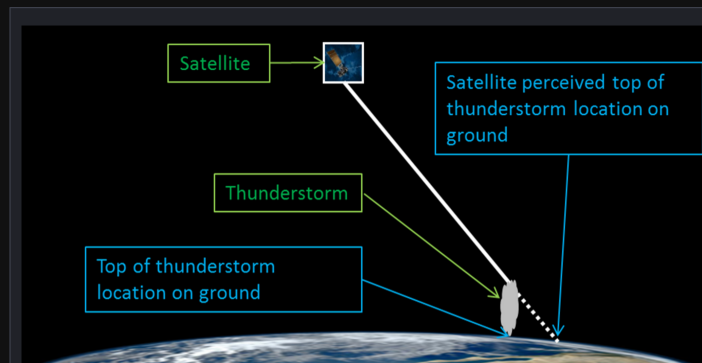 Satellite
Satellite perceived top of
thunderstorm location on
ground
Thunderstorm
Top of thunderstorm
location on ground